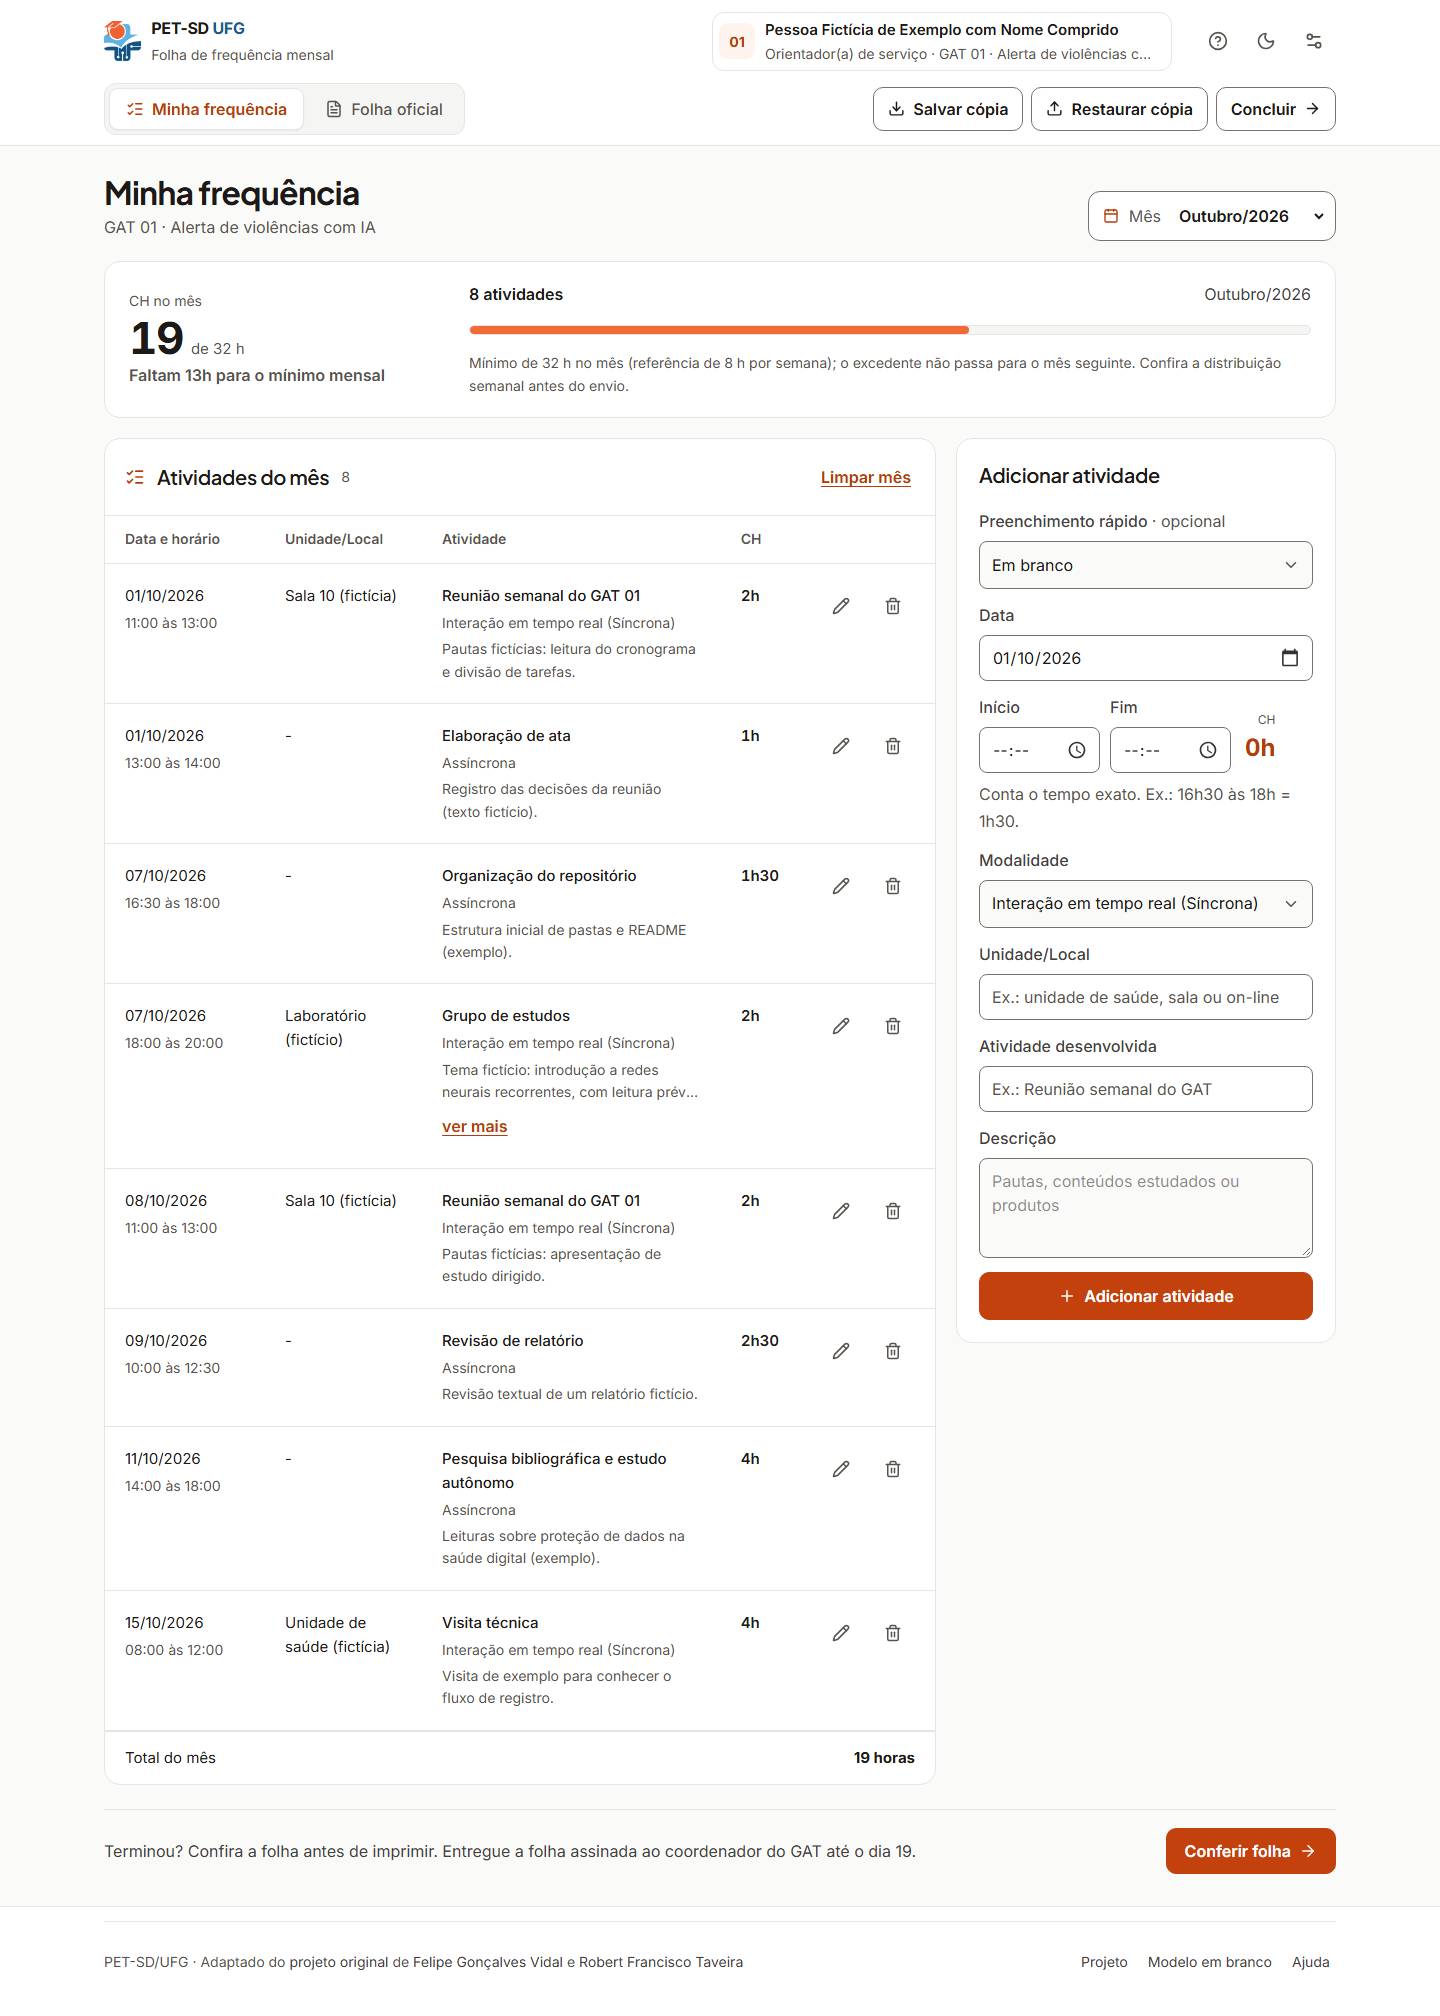 PET-SD UFG
Folha de frequência mensal
01
Pessoa Fictícia de Exemplo com Nome Comprido
Orientador(a) de serviço · GAT 01 · Alerta de violências c...
Minha frequência
Folha oficial
Salvar cópia
Restaurar cópia
Concluir
Minha frequência
GAT 01 · Alerta de violências com IA
Mês Outubro/2026
CH no mês
19 de 32 h
Faltam 13h para o mínimo mensal
8 atividades
Outubro/2026
Mínimo de 32 h no mês (referência de 8 h por semana); o excedente não passa para o mês seguinte. Confira a distribuição
semanal antes do envio.
Atividades do mês 8
Limpar mês
Data e horário
Unidade/Local
Atividade
CH
01/10/2026
11:00 às 13:00
Sala 10 (fictícia)
Reunião semanal do GAT 01
Interação em tempo real (Síncrona)
Pautas fictícias: leitura do cronograma
e divisão de tarefas.
2h
01/10/2026
13:00 às 14:00
-
Elaboração de ata
Assíncrona
Registro das decisões da reunião
(texto fictício).
1h
07/10/2026
16:30 às 18:00
-
Organização do repositório
Assíncrona
Estrutura inicial de pastas e README
(exemplo).
1h30
07/10/2026
18:00 às 20:00
Laboratório
(fictício)
Grupo de estudos
Interação em tempo real (Síncrona)
Tema fictício: introdução a redes
neurais recorrentes, com leitura prév...
ver mais
2h
08/10/2026
11:00 às 13:00
Sala 10 (fictícia)
Reunião semanal do GAT 01
Interação em tempo real (Síncrona)
Pautas fictícias: apresentação de
estudo dirigido.
2h
09/10/2026
10:00 às 12:30
-
Revisão de relatório
Assíncrona
Revisão textual de um relatório fictício.
2h30
11/10/2026
14:00 às 18:00
-
Pesquisa bibliográfica e estudo
autônomo
Assíncrona
Leituras sobre proteção de dados na
saúde digital (exemplo).
4h
15/10/2026
08:00 às 12:00
Unidade de
saúde (fictícia)
Visita técnica
Interação em tempo real (Síncrona)
Visita de exemplo para conhecer o
fluxo de registro.
4h
Total do mês
19 horas
Adicionar atividade
Preenchimento rápido · opcional
Em branco
Data
01/10/2026
Início
Fim
CH
--:--
--:--
0h
Conta o tempo exato. Ex.: 16h30 às 18h =
1h30.
Modalidade
Interação em tempo real (Síncrona)
Unidade/Local
Ex.: unidade de saúde, sala ou on-line
Atividade desenvolvida
Ex.: Reunião semanal do GAT
Descrição
Pautas, conteúdos estudados ou
produtos
Adicionar atividade
Terminou? Confira a folha antes de imprimir. Entregue a folha assinada ao coordenador do GAT até o dia 19.
Conferir folha
PET-SD/UFG · Adaptado do projeto original de Felipe Gonçalves Vidal e Robert Francisco Taveira
Projeto
Modelo em branco
Ajuda